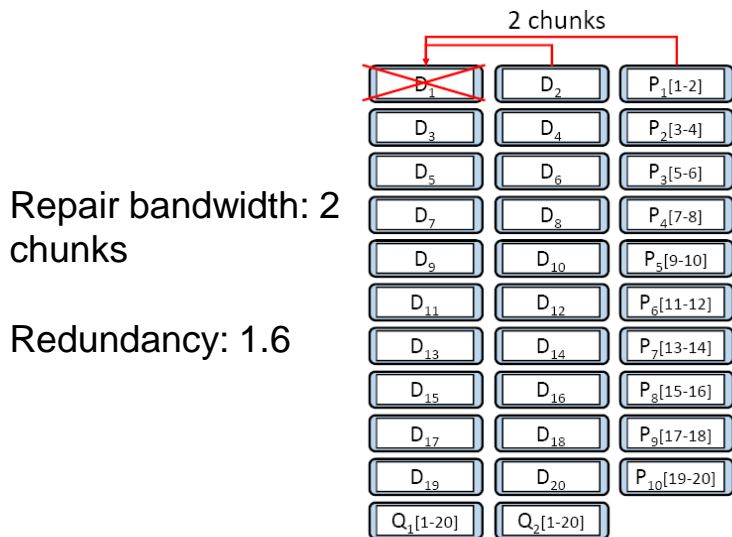 2 chunks
D1 D2 P1[1-2]
D3 D4 P2[3-4]
D5 D6 P3[5-6]
Repair bandwidth: 2
chunks
D7 D8 P4[7-8]
D9 D10 P5[9-10]
D11 D12 P6[11-12]
Redundancy: 1.6
D13 D14 P7[13-14]
D15 D16 P8[15-16]
D17 D18 P9[17-18]
D19 D20 P10[19-20]
Q1[1-20] Q2[1-20]